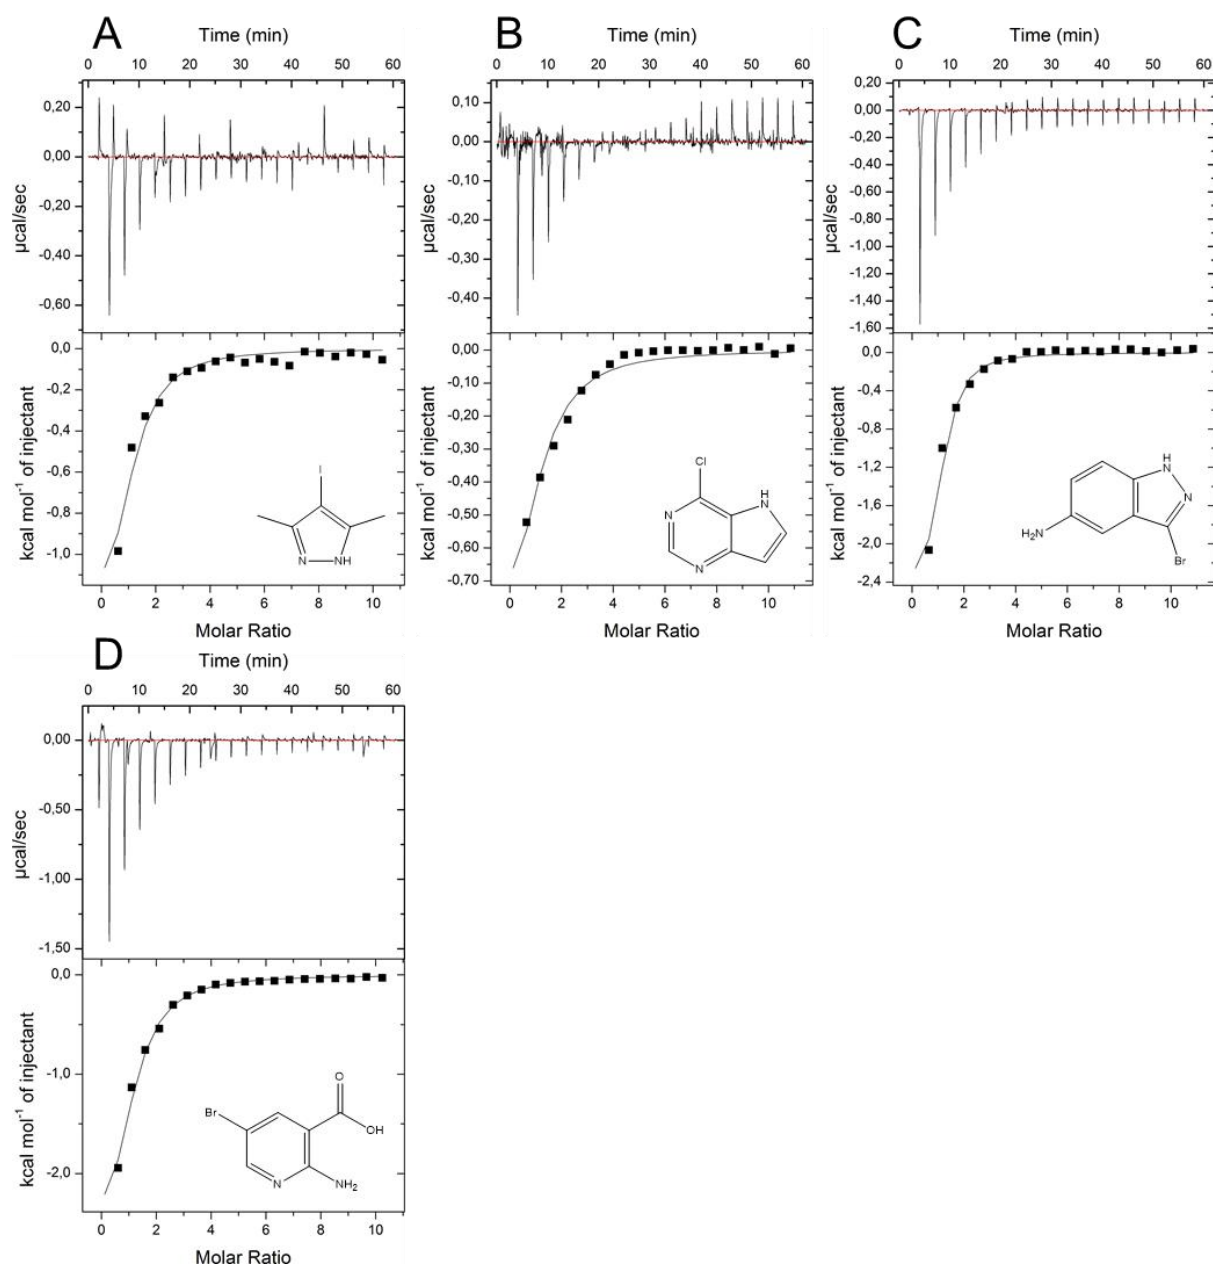 A
Time (min)
0 10 20 30 40 50 60
0,20
0,00
-0,20
-0,40
-0,60
µcal/sec
0,0
-0,2
-0,4
-0,6
-0,8
-1,0
kcal mol⁻¹ of injectant
I
N
NH
0 2 4 6 8 10
Molar Ratio
B
Time (min)
0 10 20 30 40 50 60
0,10
0,00
-0,10
-0,20
-0,30
-0,40
µcal/sec
0,00
-0,10
-0,20
-0,30
-0,40
-0,50
-0,60
-0,70
kcal mol⁻¹ of injectant
Cl
H
N
N
N
0 2 4 6 8 10
Molar Ratio
C
Time (min)
0 10 20 30 40 50 60
0,20
0,00
-0,20
-0,40
-0,60
-0,80
-1,00
-1,20
-1,40
-1,60
µcal/sec
0,0
-0,4
-0,8
-1,2
-1,6
-2,0
-2,4
kcal mol⁻¹ of injectant
H
N
N
H₂N
Br
0 2 4 6 8 10
Molar Ratio
D
Time (min)
0 10 20 30 40 50 60
0,00
-0,50
-1,00
-1,50
µcal/sec
0,0
-1,0
-2,0
kcal mol⁻¹ of injectant
O
Br
OH
N
NH₂
0 2 4 6 8 10
Molar Ratio